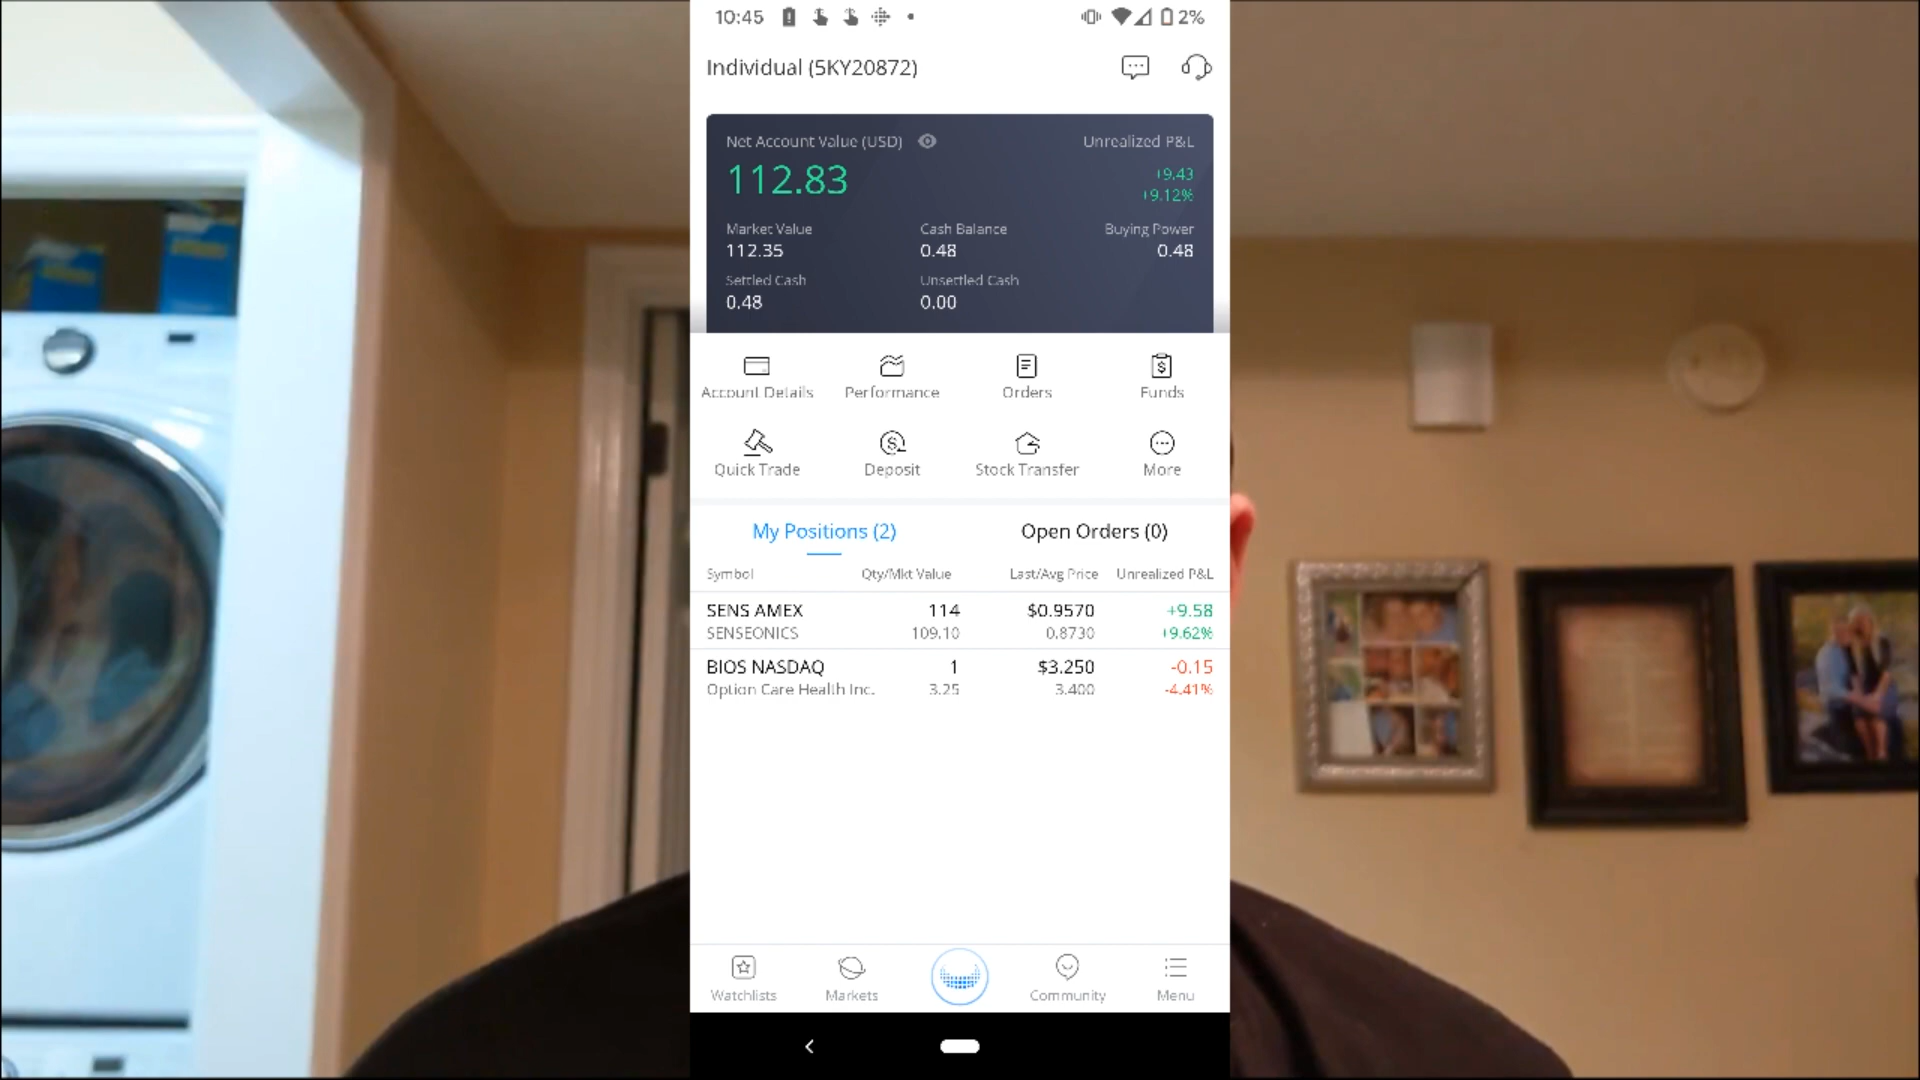 10:45 2%
Individual (5KY20872)
Net Account Value (USD) Unrealized P&L
112.83 +9.43
+9.12%
Market Value Cash Balance Buying Power
112.35 0.48 0.48
Settled Cash Unsettled Cash
0.48 0.00
Account Details Performance Orders Funds
Quick Trade Deposit Stock Transfer More
My Positions (2) Open Orders (0)
Symbol Qty/Mkt Value Last/Avg Price Unrealized P&L
SENS AMEX 114 $0.9570 +9.58
SENSEONICS 109.10 0.8730 +9.62%
BIOS NASDAQ 1 $3.250 -0.15
Option Care Health Inc. 3.25 3.400 -4.41%
Watchlists Markets Community Menu